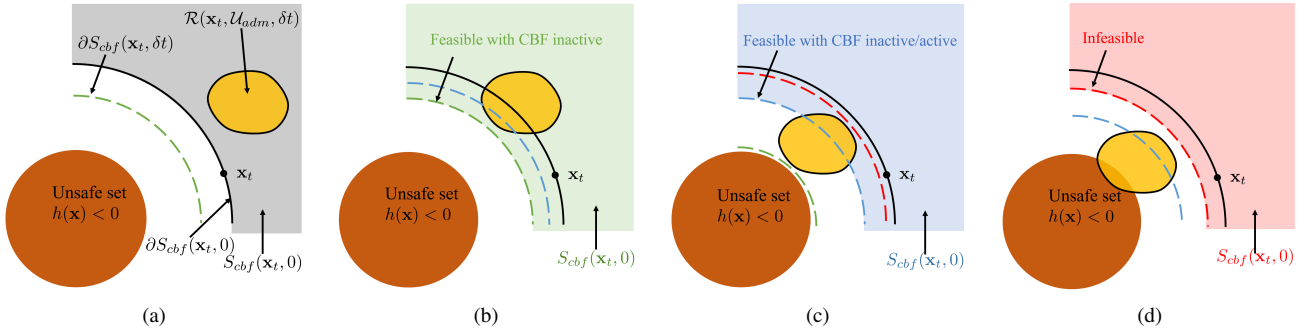 R(x_t, U_adm, δt)
∂S_cbf(x_t, δt)
x_t
Unsafe set
h(x) < 0
∂S_cbf(x_t, 0)
S_cbf(x_t, 0)
(a)
Feasible with CBF inactive
x_t
Unsafe set
h(x) < 0
S_cbf(x_t, 0)
(b)
Feasible with CBF inactive/active
x_t
Unsafe set
h(x) < 0
S_cbf(x_t, 0)
(c)
Infeasible
x_t
Unsafe set
h(x) < 0
S_cbf(x_t, 0)
(d)